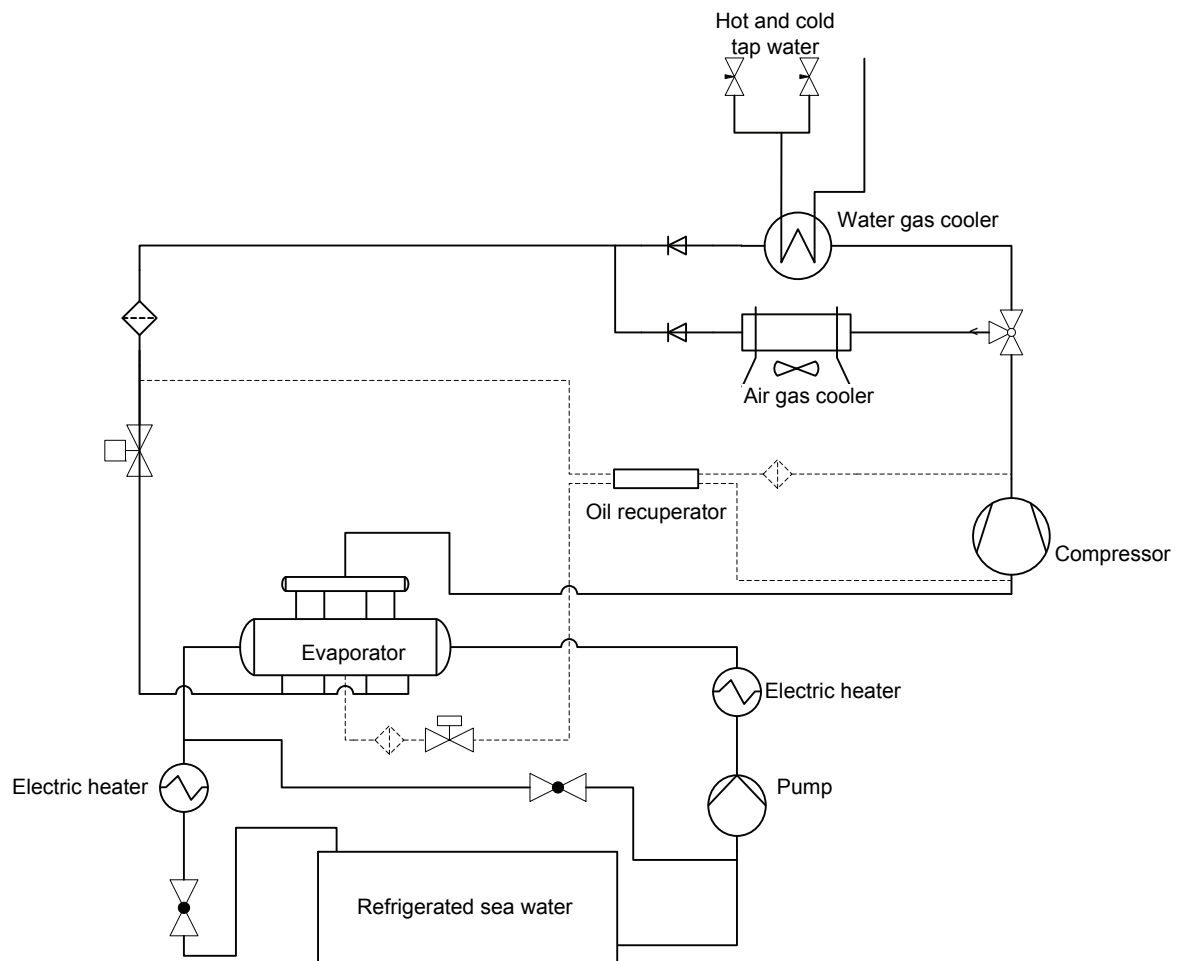 Hot and cold
tap water
Water gas cooler
Air gas cooler
Oil recuperator
Compressor
Evaporator
Electric heater
Electric heater
Pump
Refrigerated sea water